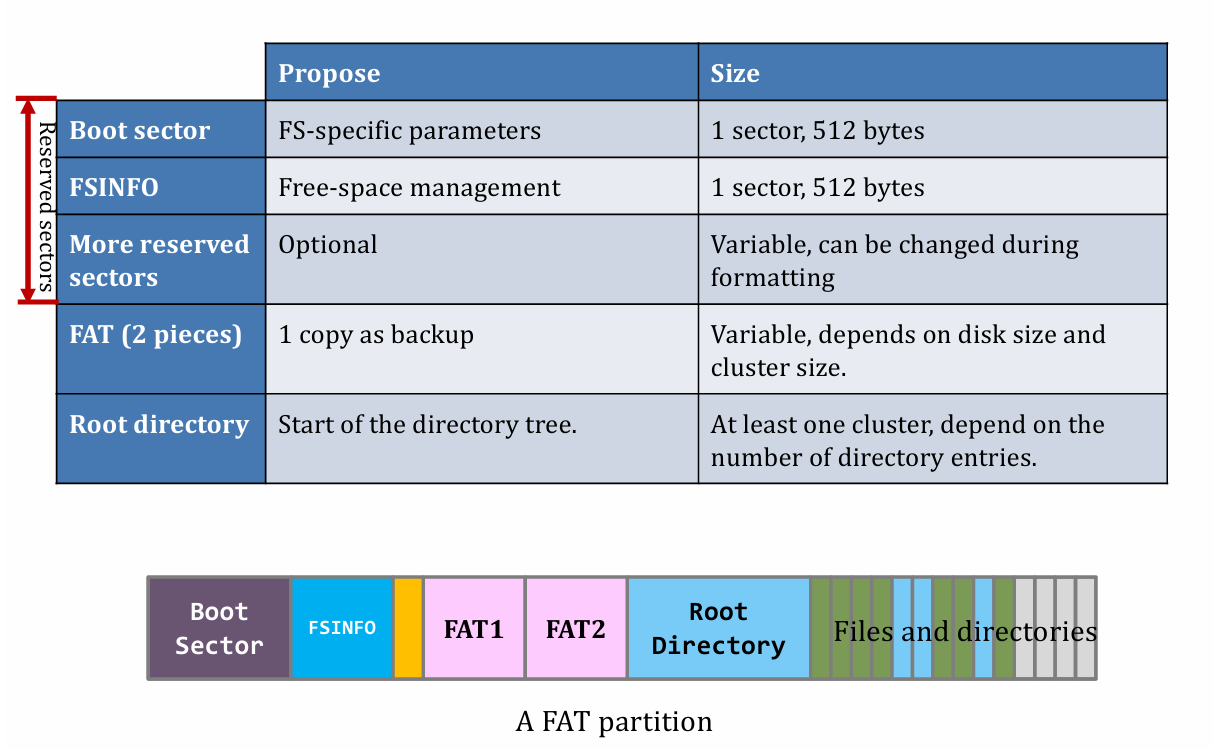 Propose
Size
Reserved sectors
Boot sector
FS-specific parameters
1 sector, 512 bytes
FSINFO
Free-space management
1 sector, 512 bytes
More reserved
sectors
Optional
Variable, can be changed during
formatting
FAT (2 pieces)
1 copy as backup
Variable, depends on disk size and
cluster size.
Root directory
Start of the directory tree.
At least one cluster, depend on the
number of directory entries.
Boot
Sector
FSINFO
FAT1
FAT2
Root
Directory
Files and directories
A FAT partition